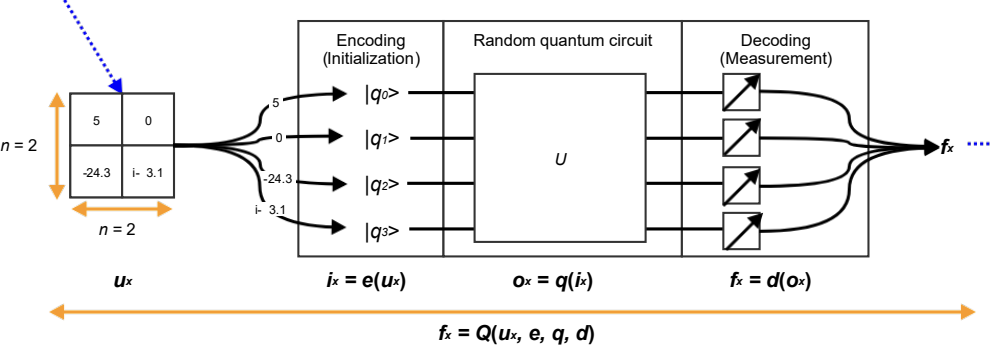 Encoding
(Initialization)
Random quantum circuit
Decoding
(Measurement)
n = 2
5
0
-24.3
i- 3.1
n = 2
5
0
-24.3
i- 3.1
|q0>
|q1>
|q2>
|q3>
U
fx
ux
ix = e(ux)
ox = q(ix)
fx = d(ox)
fx = Q(ux, e, q, d)